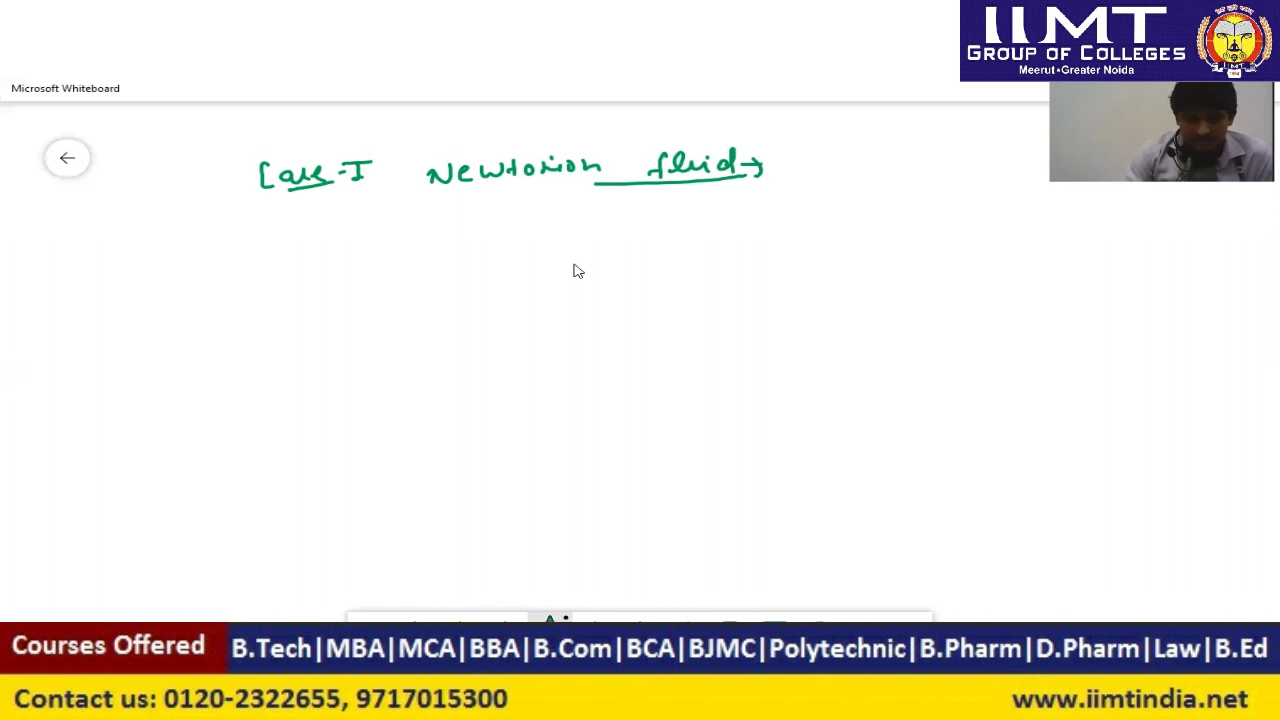 IIMT
GROUP OF COLLEGES
Meerut•Greater Noida
Microsoft Whiteboard
Case-I Newtonion fluid→
Courses Offered
B.Tech|MBA|MCA|BBA|B.Com|BCA|BJMC|Polytechnic|B.Pharm|D.Pharm|Law|B.Ed
Contact us: 0120-2322655, 9717015300
www.iimtindia.net